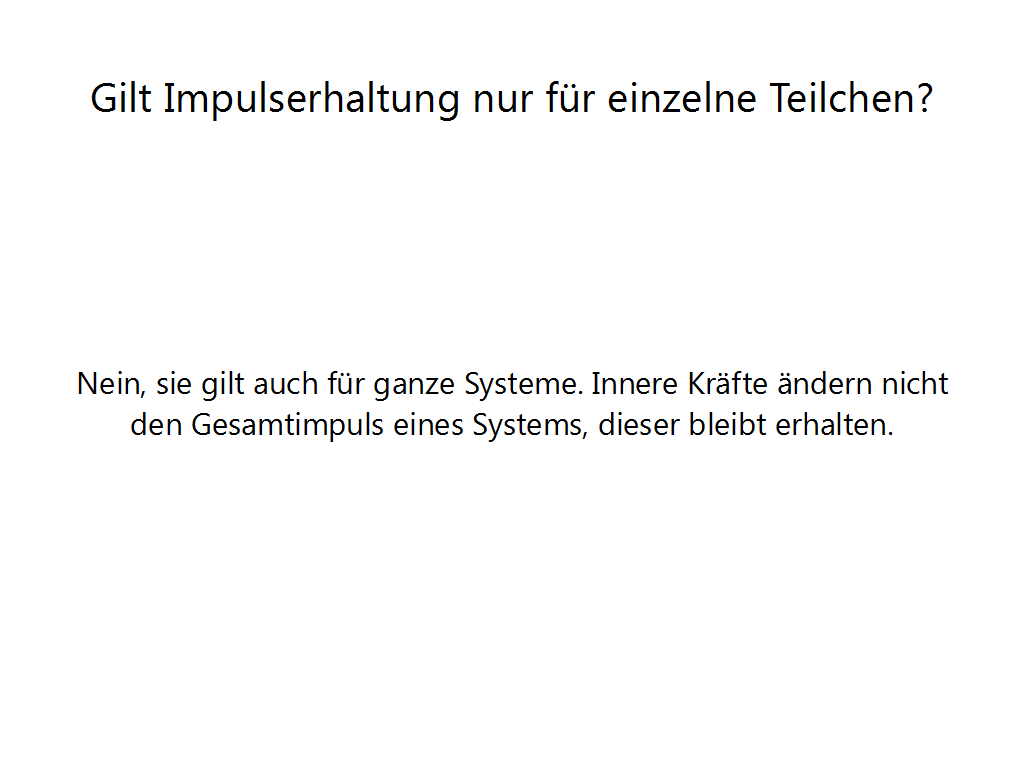 Gilt Impulserhaltung nur für einzelne Teilchen?
Nein, sie gilt auch für ganze Systeme. Innere Kräfte ändern nicht
den Gesamtimpuls eines Systems, dieser bleibt erhalten.